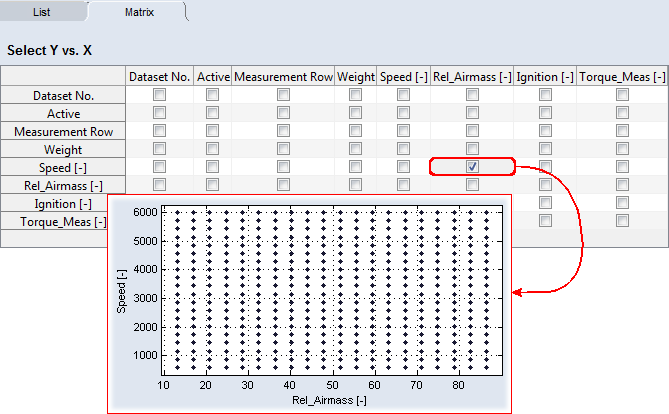 List Matrix
Select Y vs. X
Dataset No. Active Measurement Row Weight Speed [-] Rel_Airmass [-] Ignition [-] Torque_Meas [-]
Dataset No.
Active
Measurement Row
Weight
Speed [-]
Rel_Airmass [-]
Ignition [-]
Torque_Meas [-]
6000
5000
4000
3000
2000
1000
Speed [-]
10 20 30 40 50 60 70 80
Rel_Airmass [-]